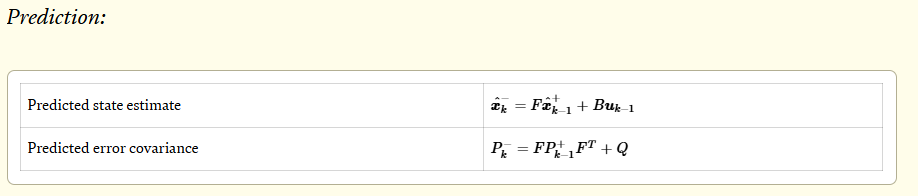 Prediction:
Predicted state estimate x̂ₖ⁻ = Fx̂ₖ₋₁⁺ + Buₖ₋₁
Predicted error covariance Pₖ⁻ = FPₖ₋₁⁺Fᵀ + Q